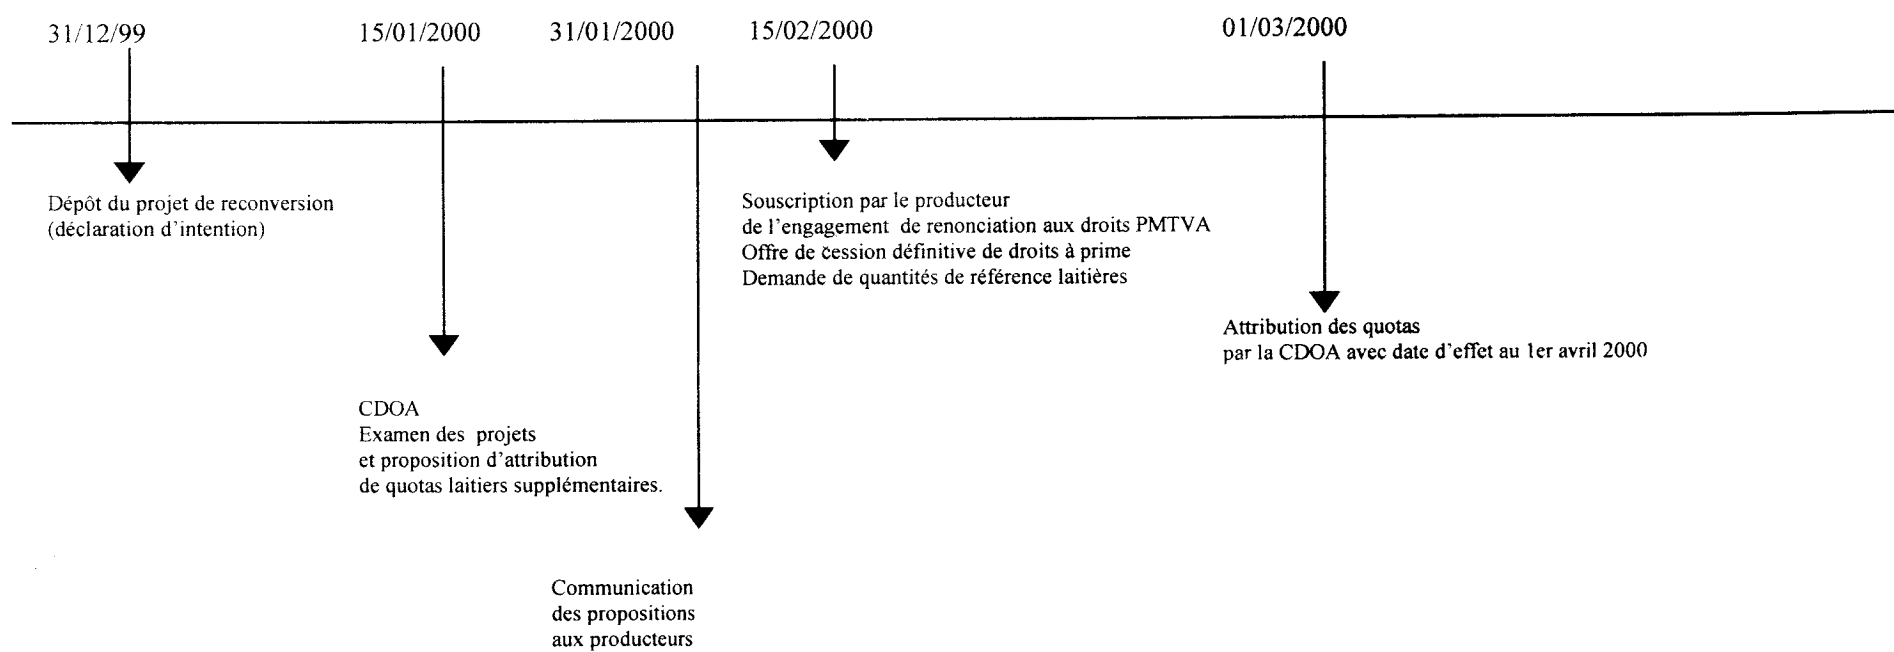 31/12/99
15/01/2000
31/01/2000
15/02/2000
01/03/2000
Dépôt du projet de reconversion
(déclaration d'intention)
CDOA
Examen des projets
et proposition d'attribution
de quotas laitiers supplémentaires.
Communication
des propositions
aux producteurs
Souscription par le producteur
de l'engagement de renonciation aux droits PMTVA
Offre de cession définitive de droits à prime
Demande de quantités de référence laitières
Attribution des quotas
par la CDOA avec date d'effet au 1er avril 2000